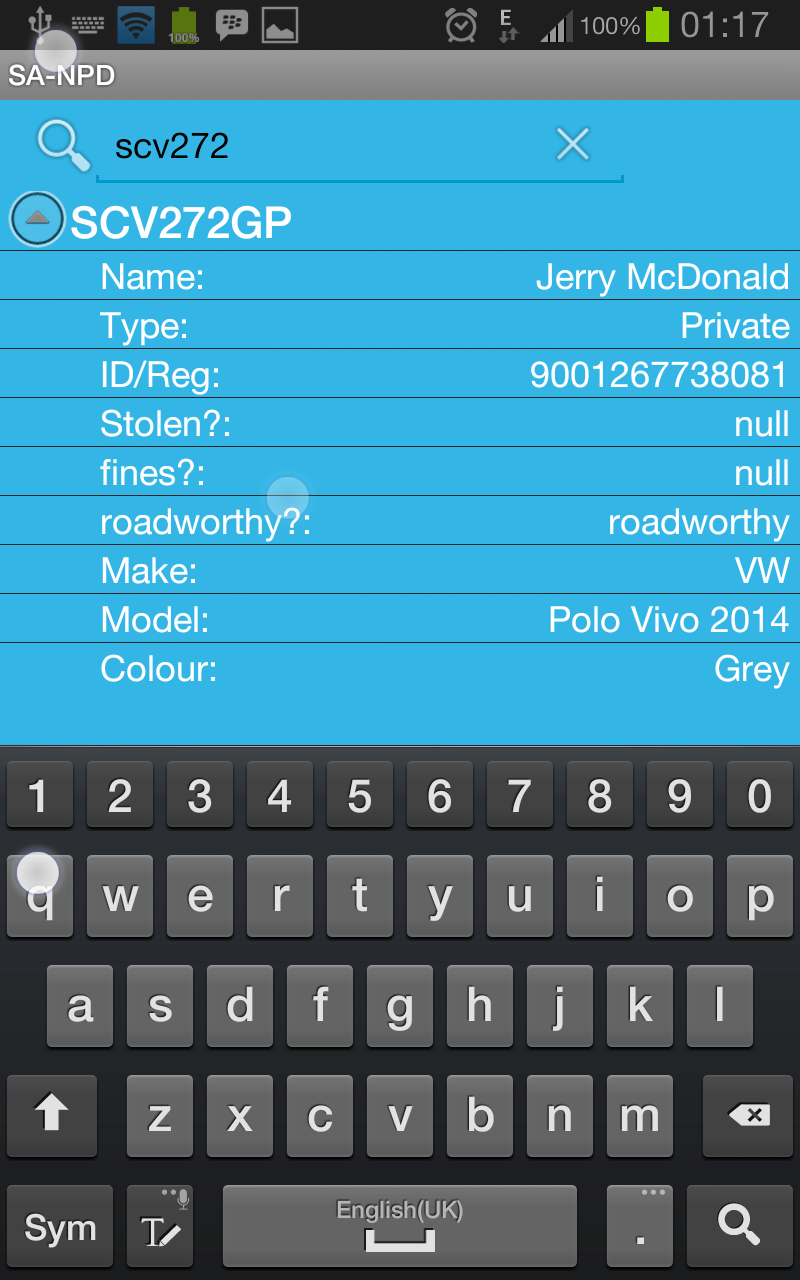 100% E 100% 01:17
SA-NPD
scv272
SCV272GP
Name: Jerry McDonald
Type: Private
ID/Reg: 9001267738081
Stolen?: null
fines?: null
roadworthy?: roadworthy
Make: VW
Model: Polo Vivo 2014
Colour: Grey
1 2 3 4 5 6 7 8 9 0
q w e r t y u i o p
a s d f g h j k l
z x c v b n m
Sym T English(UK) .